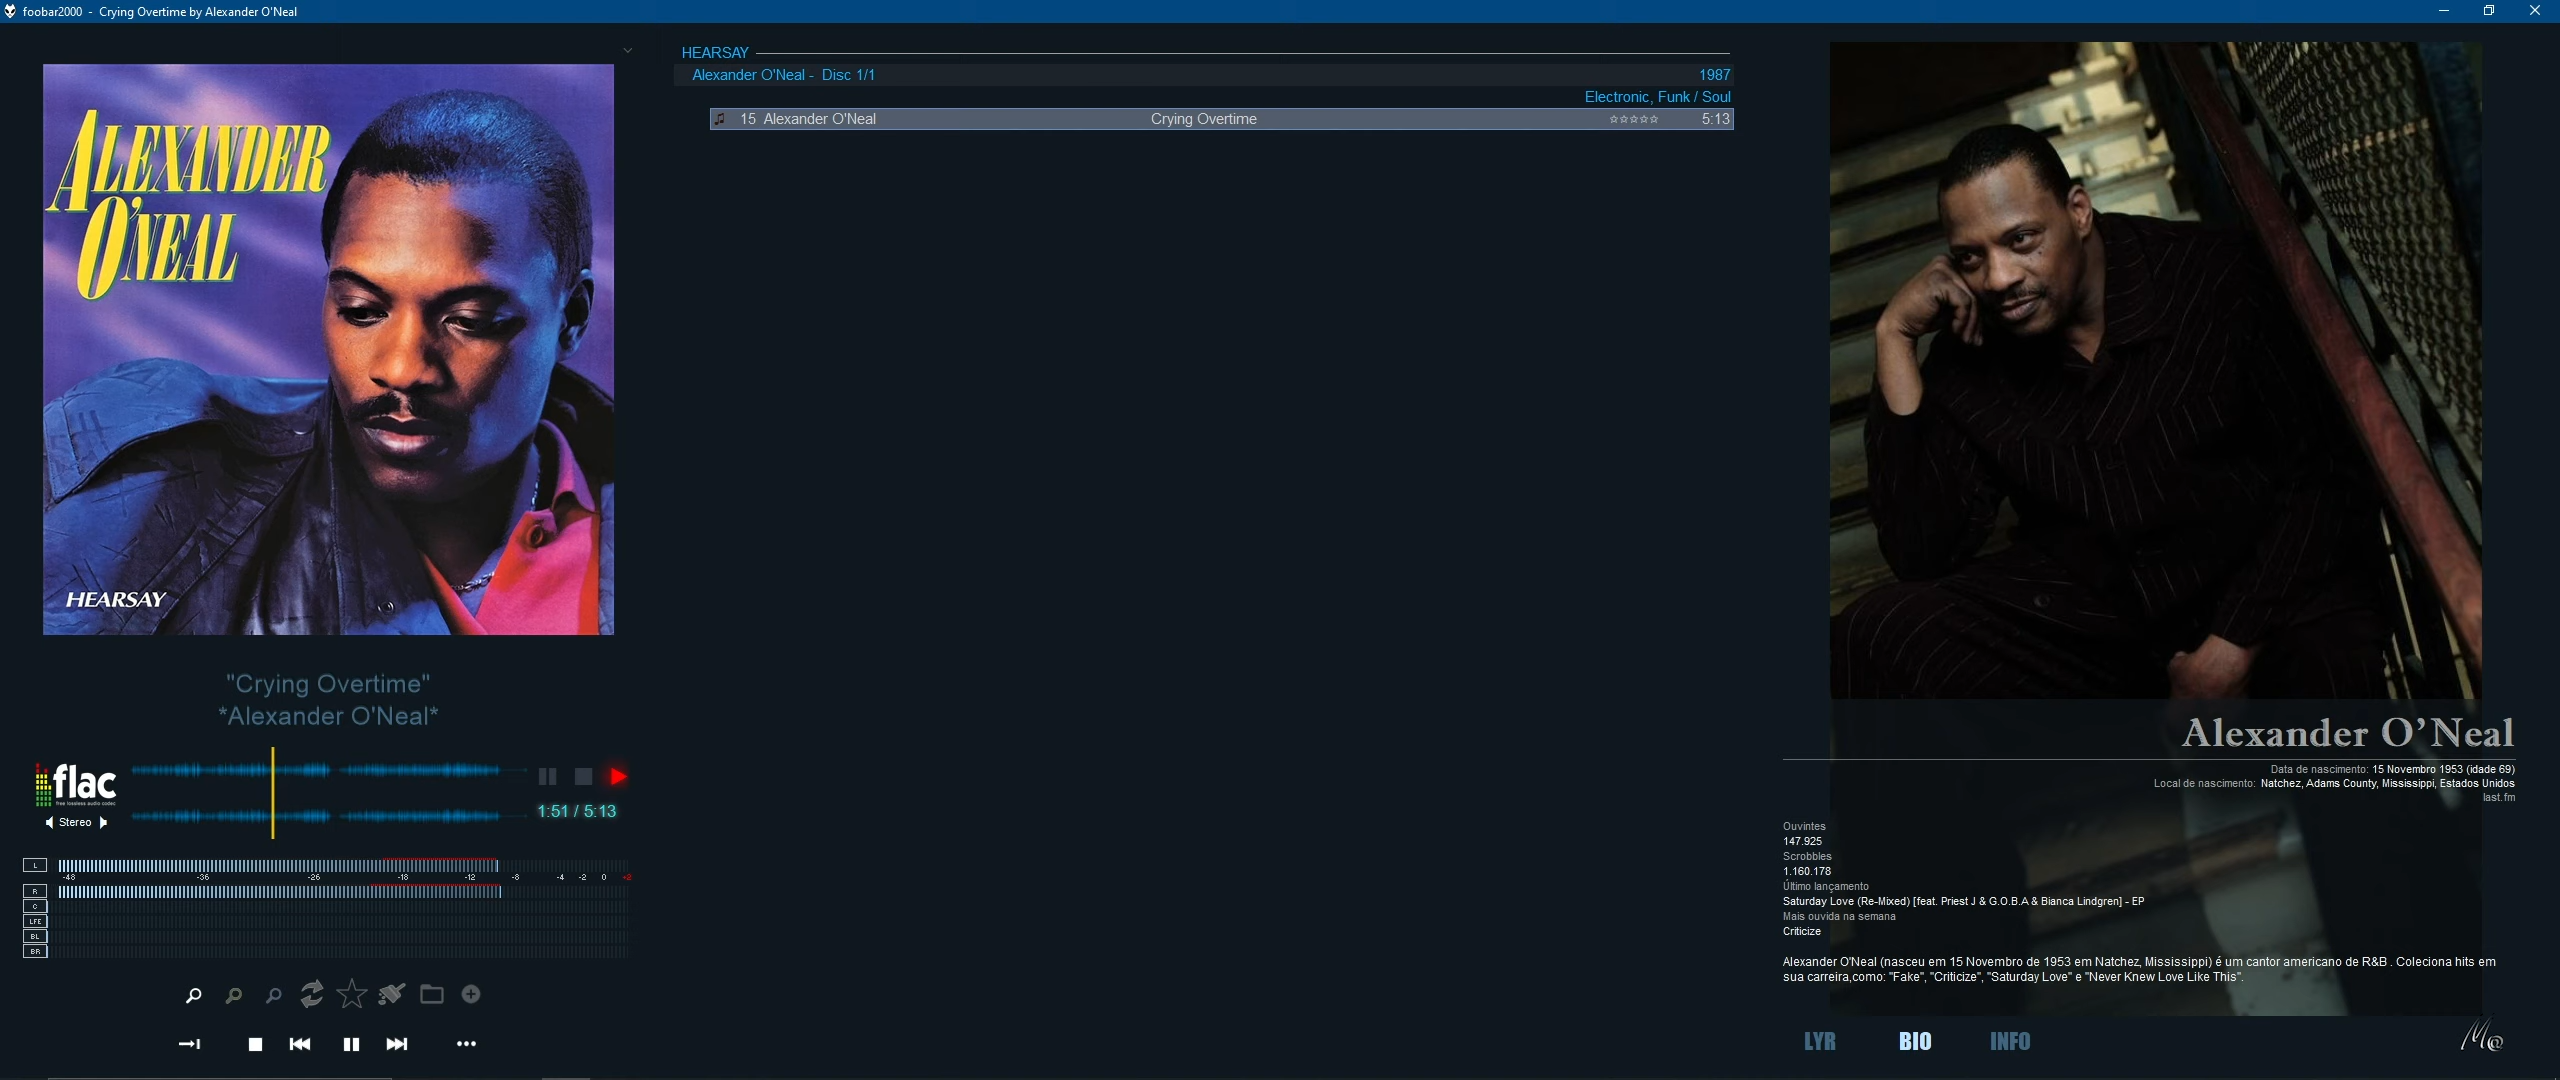 foobar2000 - Crying Overtime by Alexander O'Neal
ALEXANDER
O'NEAL
HEARSAY
"Crying Overtime"
*Alexander O'Neal*
flac
free lossless audio codec
Stereo
1:51 / 5:13
L
-48 -36 -26 -18 -12 -8 -4 -2 0 +2
R
C
LFE
BL
BR
HEARSAY
Alexander O'Neal - Disc 1/1 1987
Electronic, Funk / Soul
15 Alexander O'Neal Crying Overtime ☆☆☆☆☆ 5:13
Alexander O'Neal
Data de nascimento: 15 Novembro 1953 (idade 69)
Local de nascimento: Natchez, Adams County, Mississippi, Estados Unidos
last.fm
Ouvintes
147.925
Scrobbles
1.160.178
Último lançamento
Saturday Love (Re-Mixed) [feat. Priest J & G.O.B.A & Bianca Lindgren] - EP
Mais ouvida na semana
Criticize
Alexander O'Neal (nasceu em 15 Novembro de 1953 em Natchez, Mississippi) é um cantor americano de R&B . Coleciona hits em
sua carreira,como: "Fake", "Criticize", "Saturday Love" e "Never Knew Love Like This".
LYR BIO INFO
M@